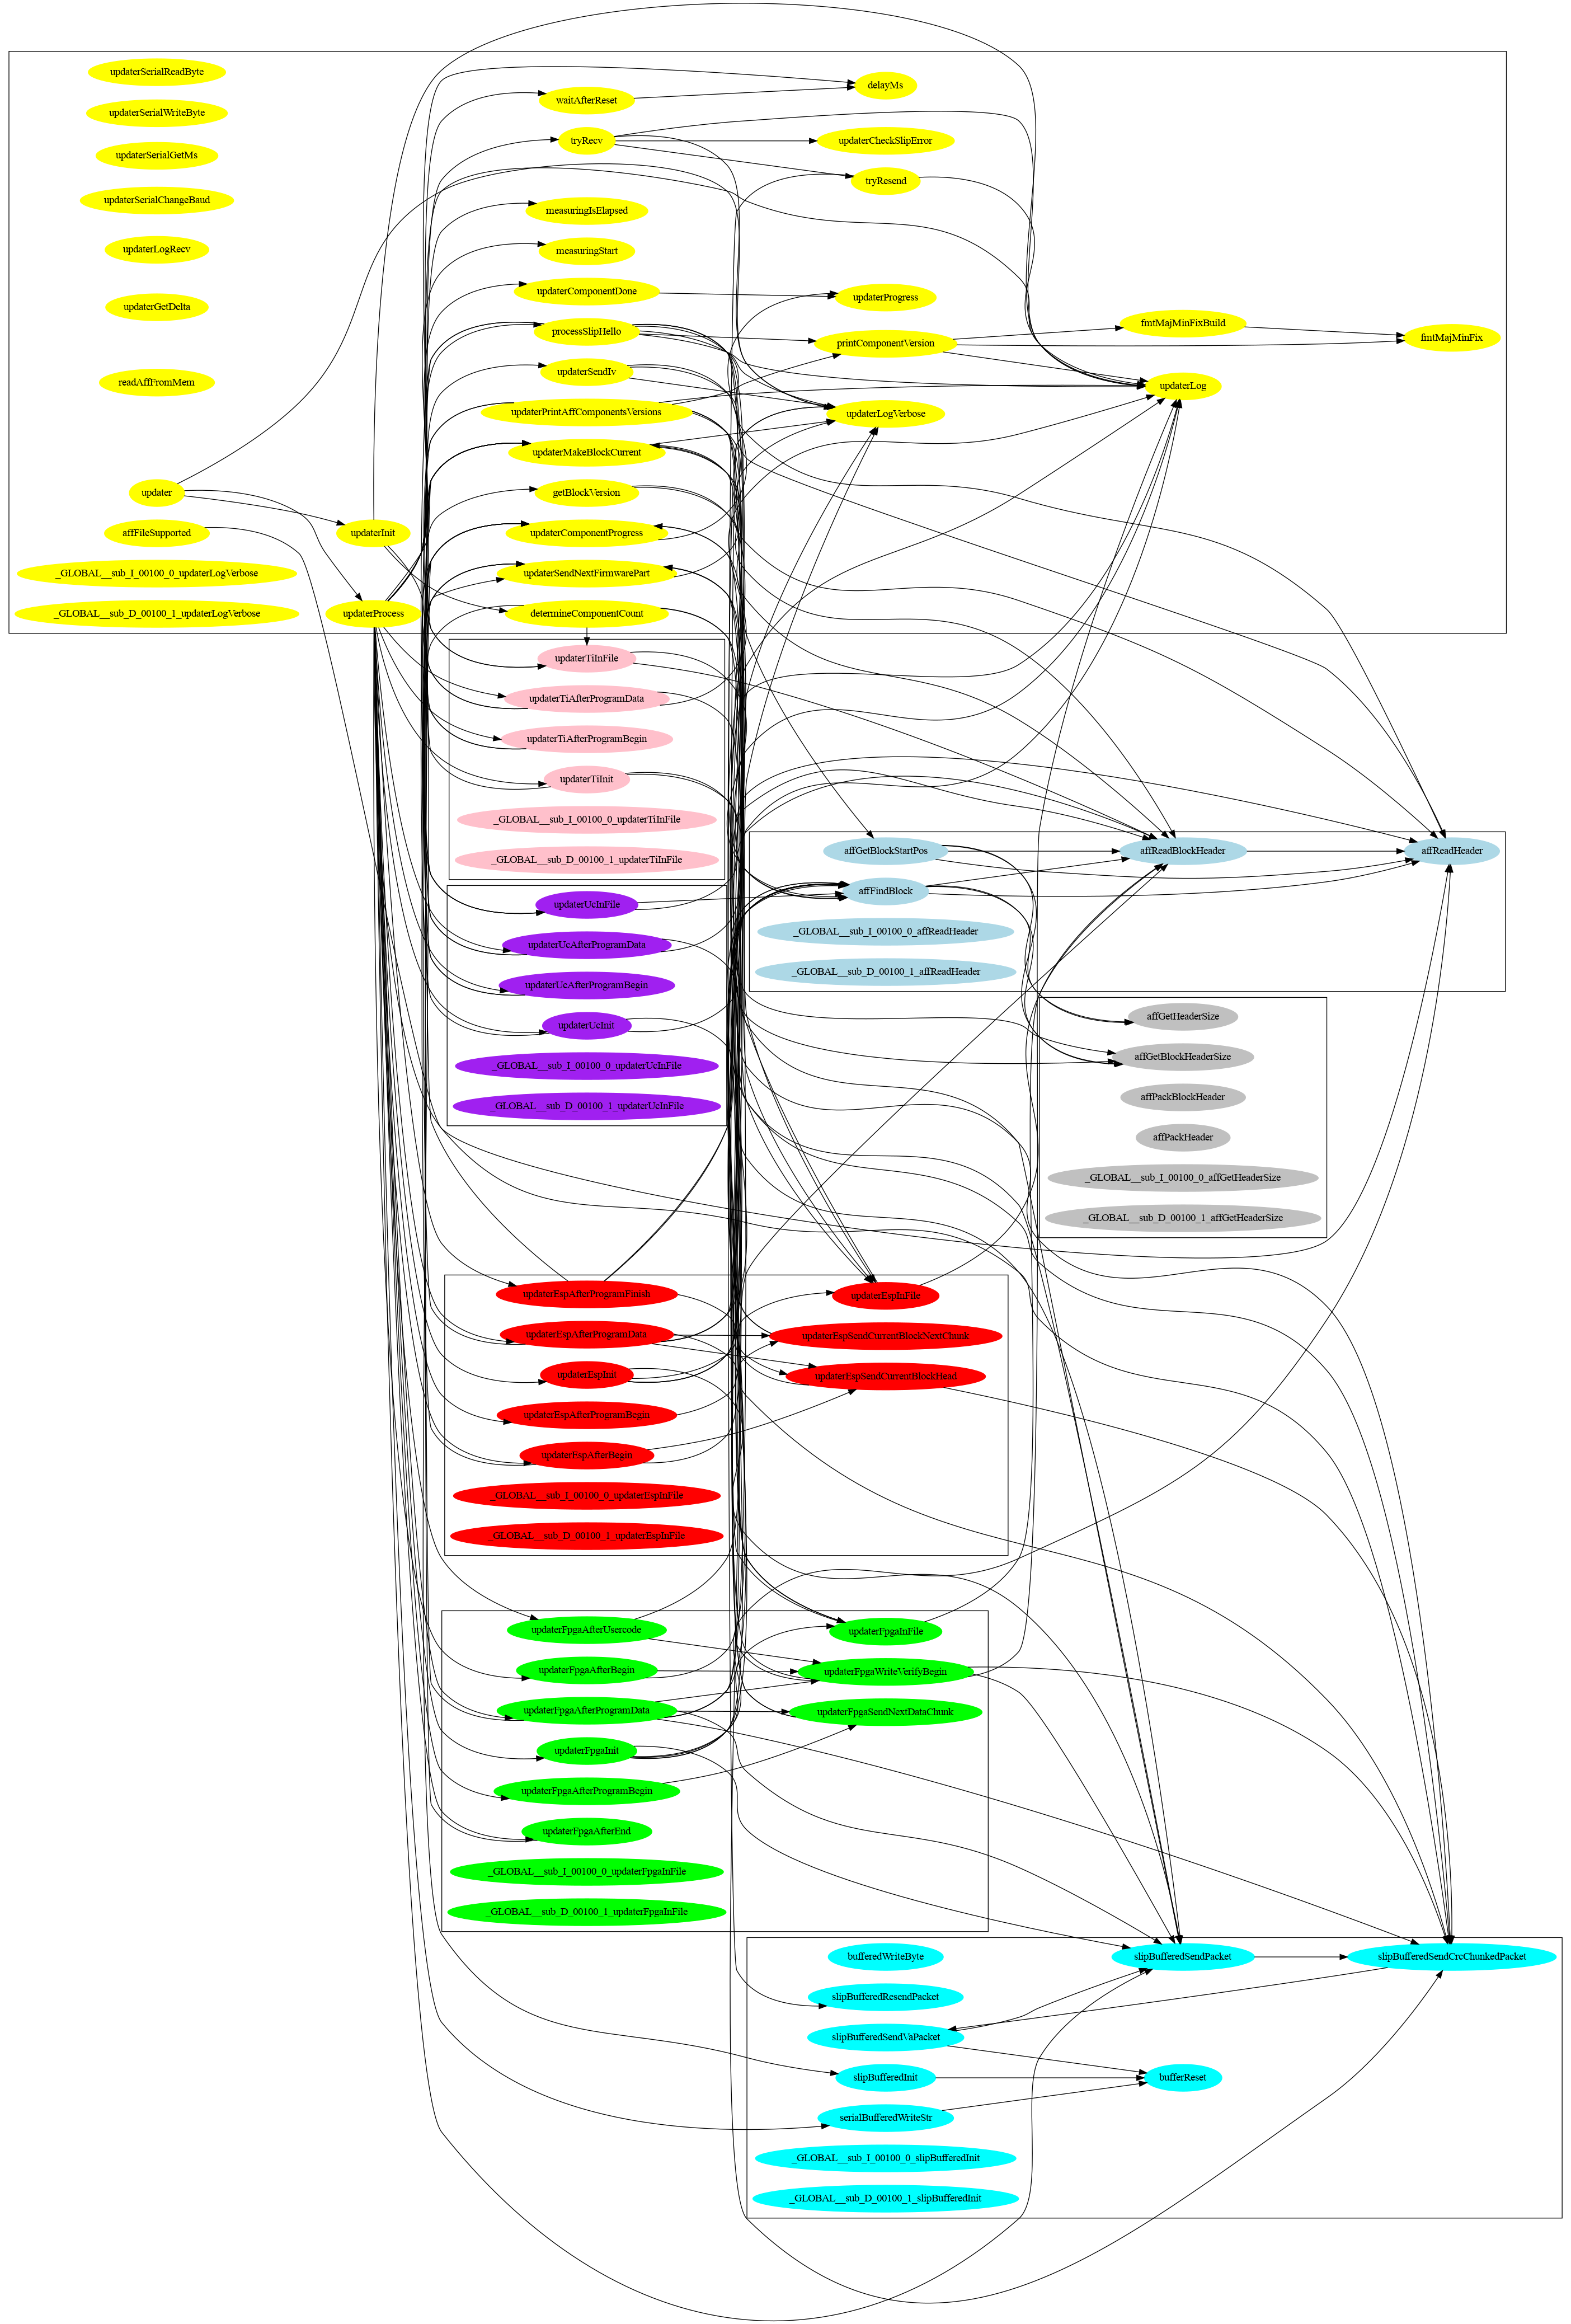 updaterSerialReadByte
updaterSerialWriteByte
updaterSerialGetMs
updaterSerialChangeBaud
updaterLogRecv
updaterGetDelta
readAffFromMem
updater
affFileSupported
_GLOBAL__sub_I_00100_0_updaterLogVerbose
_GLOBAL__sub_D_00100_1_updaterLogVerbose
updaterInit
updaterProcess
waitAfterReset
tryRecv
measuringIsElapsed
measuringStart
updaterComponentDone
processSlipHello
updaterSendIv
updaterPrintAffComponentsVersions
updaterMakeBlockCurrent
getBlockVersion
updaterComponentProgress
updaterSendNextFirmwarePart
determineComponentCount
delayMs
updaterCheckSlipError
tryResend
updaterProgress
printComponentVersion
updaterLogVerbose
fmtMajMinFixBuild
updaterLog
fmtMajMinFix
updaterTiInFile
updaterTiAfterProgramData
updaterTiAfterProgramBegin
updaterTiInit
_GLOBAL__sub_I_00100_0_updaterTiInFile
_GLOBAL__sub_D_00100_1_updaterTiInFile
updaterUcInFile
updaterUcAfterProgramData
updaterUcAfterProgramBegin
updaterUcInit
_GLOBAL__sub_I_00100_0_updaterUcInFile
_GLOBAL__sub_D_00100_1_updaterUcInFile
affGetBlockStartPos
affFindBlock
_GLOBAL__sub_I_00100_0_affReadHeader
_GLOBAL__sub_D_00100_1_affReadHeader
affReadBlockHeader
affReadHeader
affGetHeaderSize
affGetBlockHeaderSize
affPackBlockHeader
affPackHeader
_GLOBAL__sub_I_00100_0_affGetHeaderSize
_GLOBAL__sub_D_00100_1_affGetHeaderSize
updaterEspAfterProgramFinish
updaterEspAfterProgramData
updaterEspInit
updaterEspAfterProgramBegin
updaterEspAfterBegin
_GLOBAL__sub_I_00100_0_updaterEspInFile
_GLOBAL__sub_D_00100_1_updaterEspInFile
updaterEspInFile
updaterEspSendCurrentBlockNextChunk
updaterEspSendCurrentBlockHead
updaterFpgaAfterUsercode
updaterFpgaAfterBegin
updaterFpgaAfterProgramData
updaterFpgaInit
updaterFpgaAfterProgramBegin
updaterFpgaAfterEnd
_GLOBAL__sub_I_00100_0_updaterFpgaInFile
_GLOBAL__sub_D_00100_1_updaterFpgaInFile
updaterFpgaInFile
updaterFpgaWriteVerifyBegin
updaterFpgaSendNextDataChunk
bufferedWriteByte
slipBufferedResendPacket
slipBufferedSendVaPacket
slipBufferedInit
serialBufferedWriteStr
_GLOBAL__sub_I_00100_0_slipBufferedInit
_GLOBAL__sub_D_00100_1_slipBufferedInit
slipBufferedSendPacket
bufferReset
slipBufferedSendCrcChunkedPacket